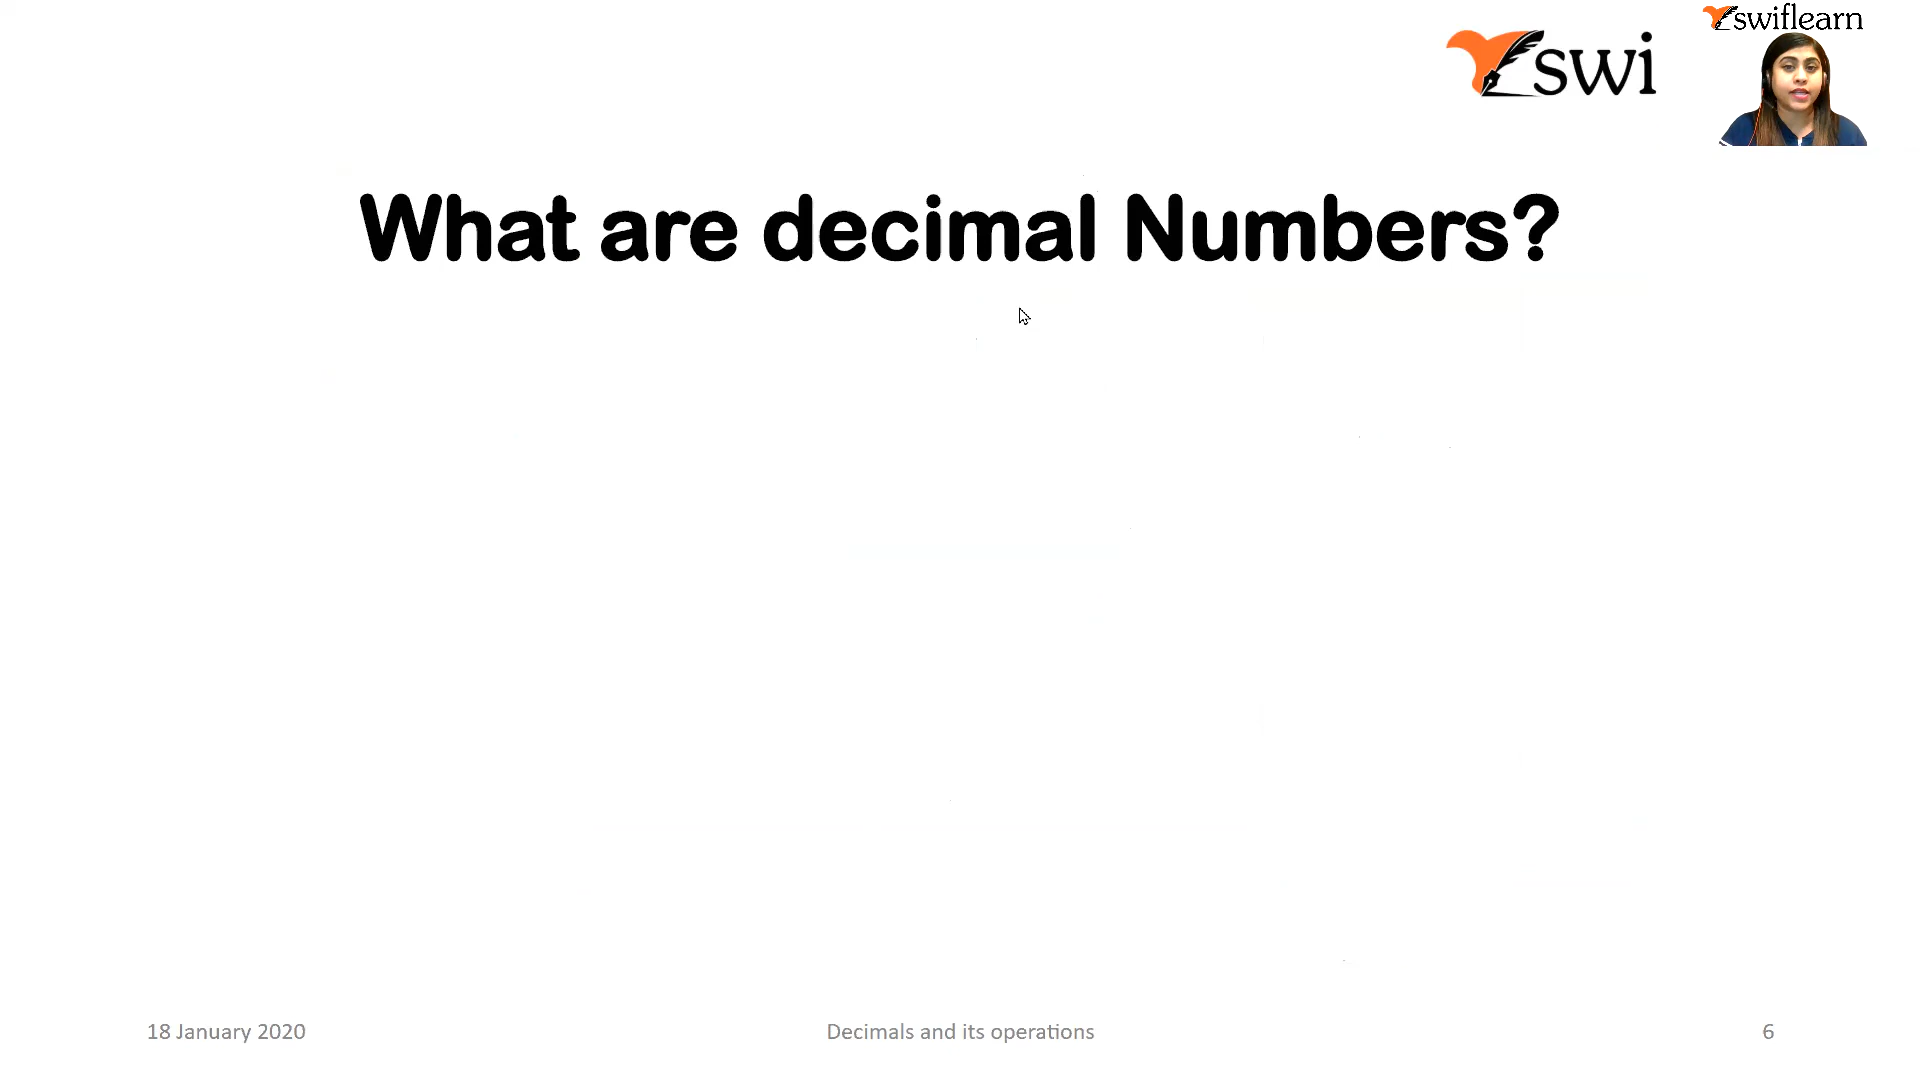 swiflearn
swi
What are decimal Numbers?
18 January 2020
Decimals and its operations
6